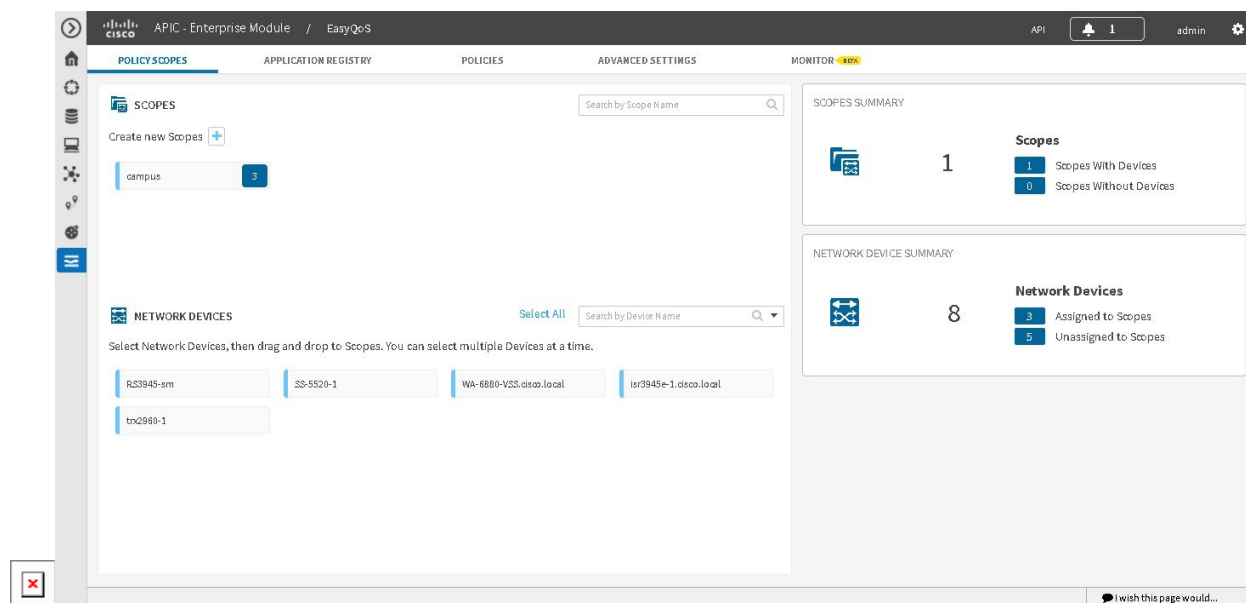 CISCO APIC - Enterprise Module / EasyQoS API 1 admin
POLICY SCOPES APPLICATION REGISTRY POLICIES ADVANCED SETTINGS MONITOR BETA
SCOPES
Search by Scope Name
Create new Scopes +
campus 3
NETWORK DEVICES Select All
Search by Device Name
Select Network Devices, then drag and drop to Scopes. You can select multiple Devices at a time.
RS3945-sm SS-5520-1 WA-6880-VSS.cisco.local isr3945e-1.cisco.local
trx2960-1
SCOPES SUMMARY
1
Scopes
1 Scopes With Devices
0 Scopes Without Devices
NETWORK DEVICE SUMMARY
8
Network Devices
3 Assigned to Scopes
5 Unassigned to Scopes
I wish this page would...